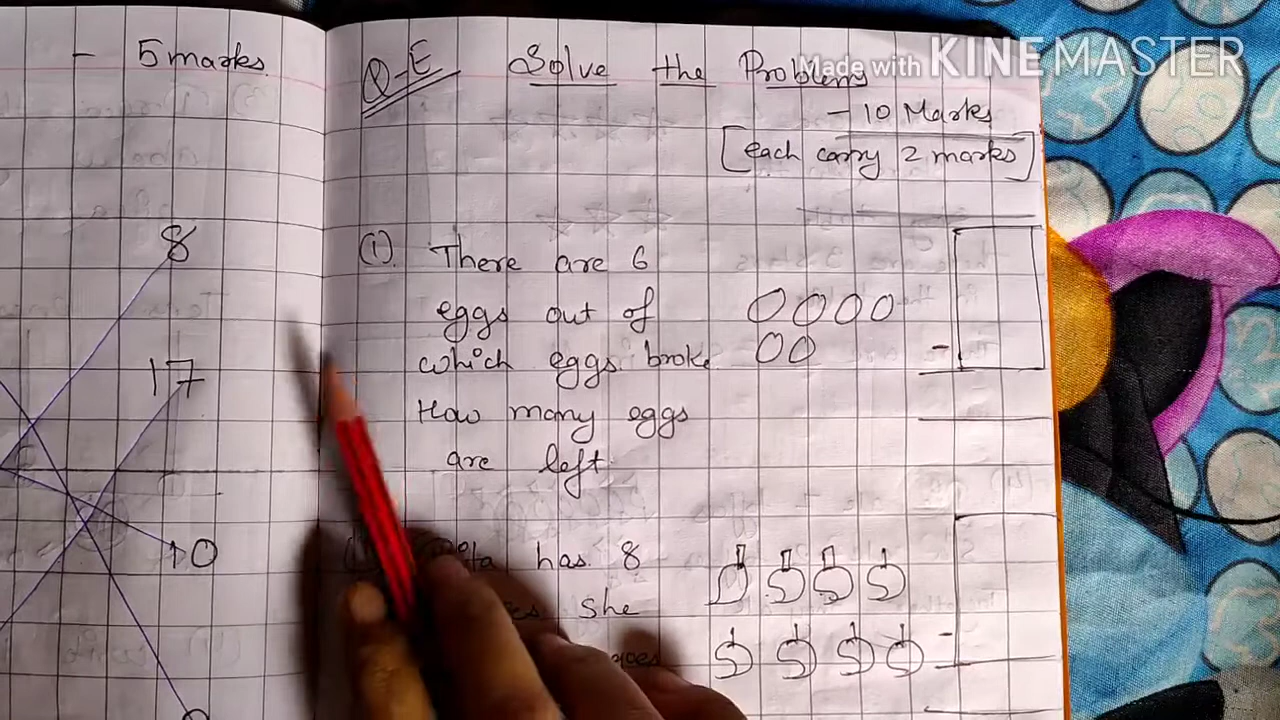 - 5 marks.
8
17
10
Q-E Solve the Problem
- 10 Marks
[each carry 2 marks]
(1). There are 6
eggs out of
which eggs broke
How many eggs
are left.
has 8
she
-
-
Made with KINEMASTER